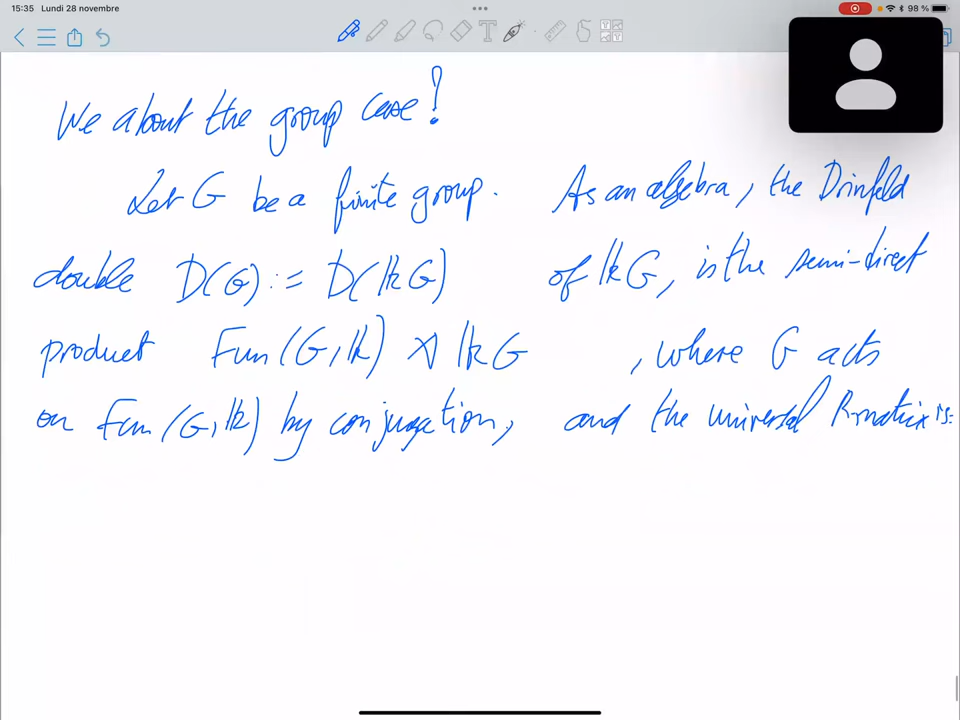 15:35 Lundi 28 novembre 98 %
We about the group case!
Let G be a finite group. As an algebra, the Drinfeld
double D(G) := D(𝕜G) of 𝕜G, is the semi-direct
product Fun(G, 𝕜) ⋊ 𝕜G , where G acts
on Fun(G, 𝕜) by conjugation, and the universal R-matrix is: